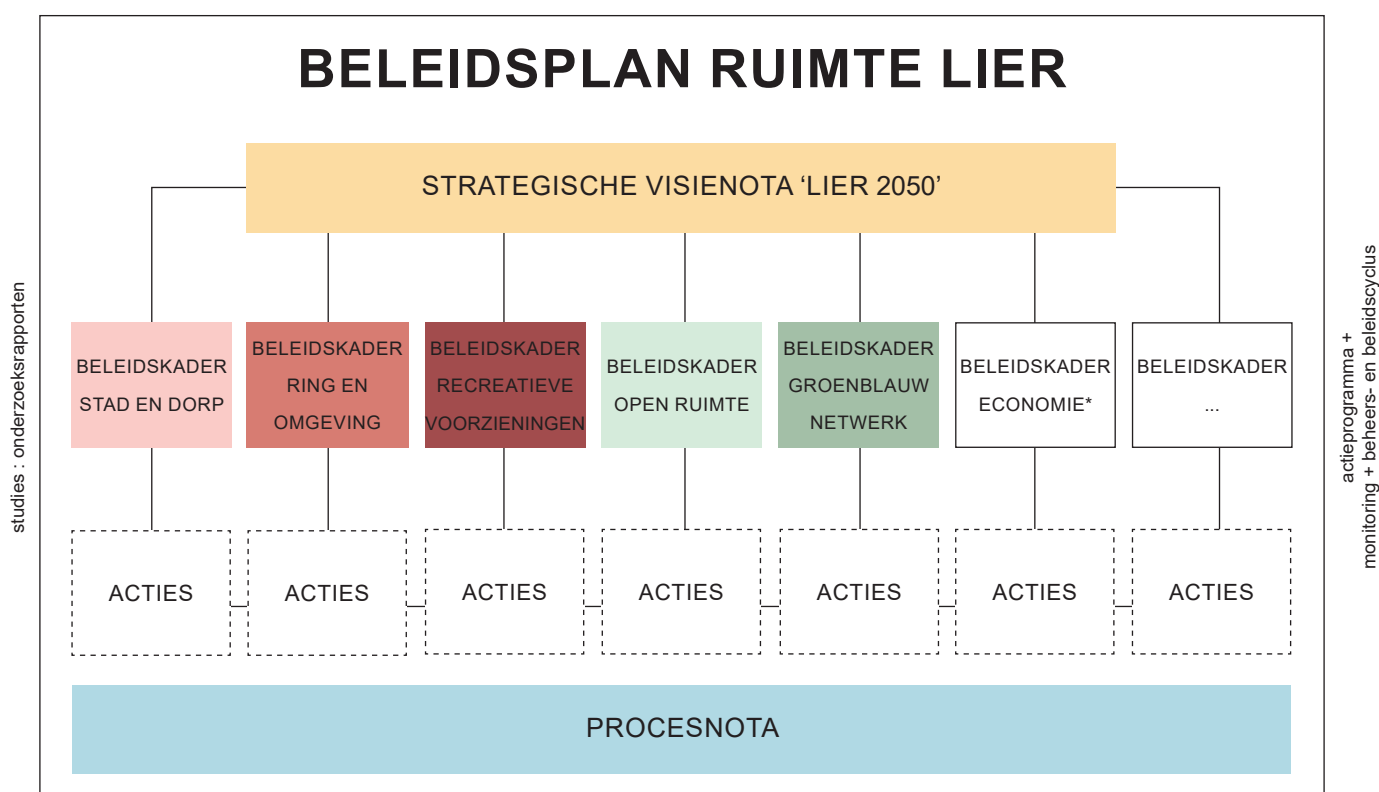 BELEIDSPLAN RUIMTE LIER
STRATEGISCHE VISIENOTA ‘LIER 2050’
studies : onderzoeksrapporten
BELEIDSKADER
STAD EN DORP
BELEIDSKADER
RING EN
OMGEVING
BELEIDSKADER
RECREATIEVE
VOORZIENINGEN
BELEIDSKADER
OPEN RUIMTE
BELEIDSKADER
GROENBLAUW
NETWERK
BELEIDSKADER
ECONOMIE*
BELEIDSKADER
...
actieprogramma +
monitoring + beheers- en beleidscyclus
ACTIES
ACTIES
ACTIES
ACTIES
ACTIES
ACTIES
ACTIES
PROCESNOTA